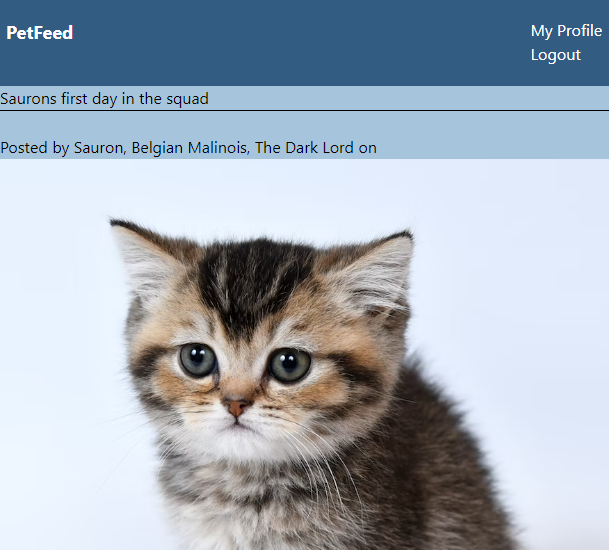 PetFeed
My Profile
Logout
Saurons first day in the squad
Posted by Sauron, Belgian Malinois, The Dark Lord on